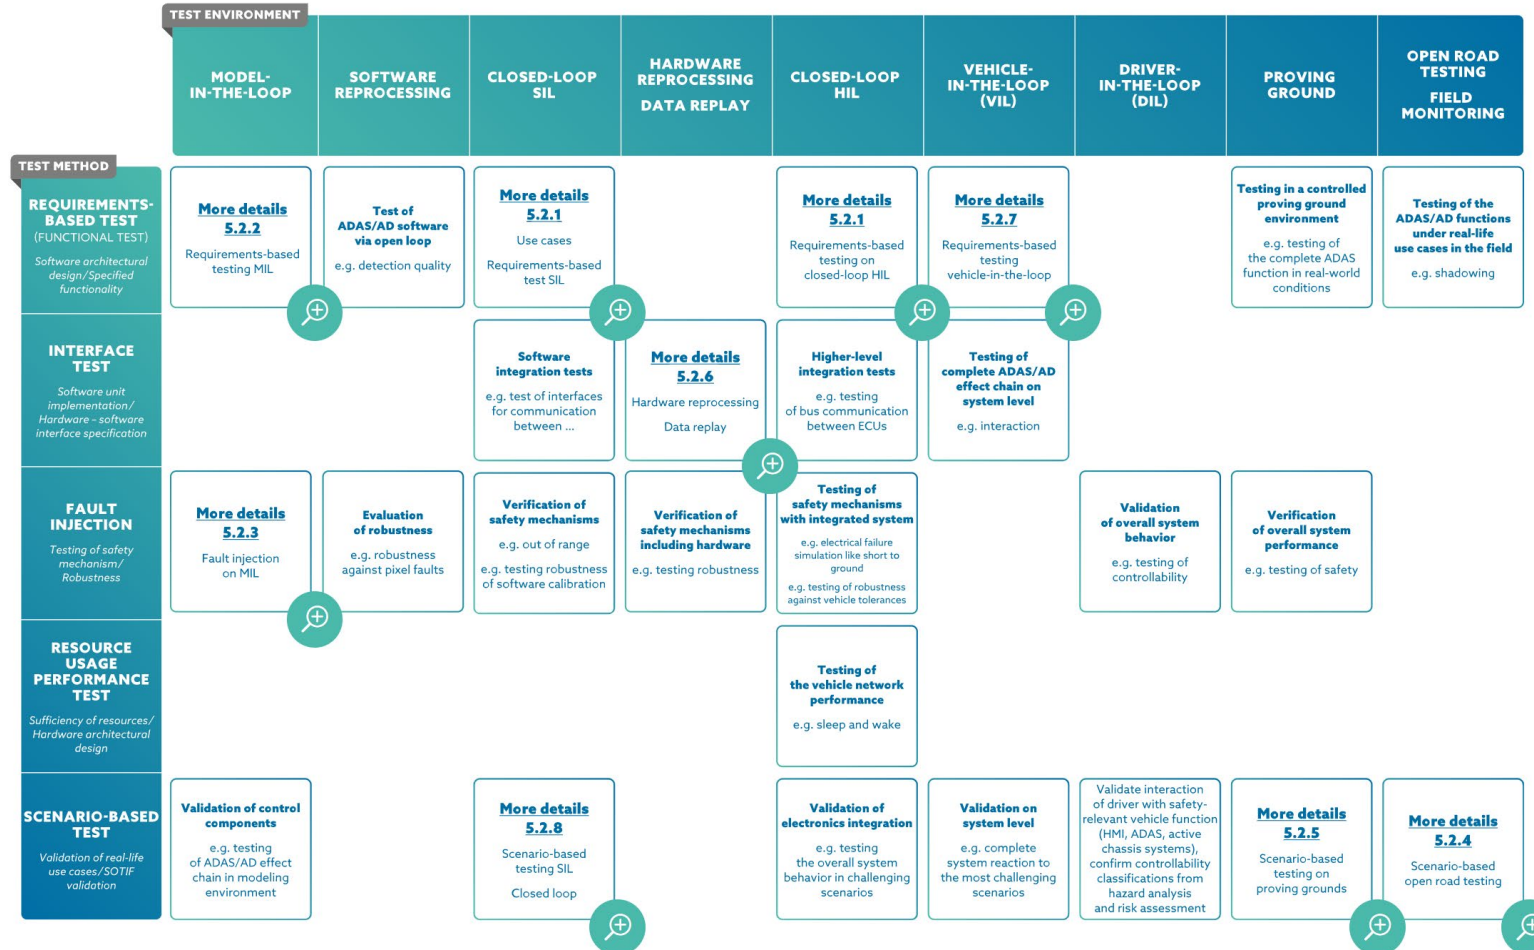 TEST ENVIRONMENT
MODEL-
IN-THE-LOOP
SOFTWARE
REPROCESSING
CLOSED-LOOP
SIL
HARDWARE
REPROCESSING
DATA REPLAY
CLOSED-LOOP
HIL
VEHICLE-
IN-THE-LOOP
(VIL)
DRIVER-
IN-THE-LOOP
(DIL)
PROVING
GROUND
OPEN ROAD
TESTING
FIELD
MONITORING
TEST METHOD
REQUIREMENTS-
BASED TEST
(FUNCTIONAL TEST)
Software architectural
design/Specified
functionality
More details
5.2.2
Requirements-based
testing MIL
Test of
ADAS/AD software
via open loop
e.g. detection quality
More details
5.2.1
Use cases
Requirements-based
test SIL
More details
5.2.1
Requirements-based
testing on
closed-loop HIL
More details
5.2.7
Requirements-based
testing
vehicle-in-the-loop
Testing in a controlled
proving ground
environment
e.g. testing of
the complete ADAS
function in real-world
conditions
Testing of the
ADAS/AD functions
under real-life
use cases in the field
e.g. shadowing
INTERFACE
TEST
Software unit
implementation/
Hardware – software
interface specification
Software
integration tests
e.g. test of interfaces
for communication
between ...
More details
5.2.6
Hardware reprocessing
Data replay
Higher-level
integration tests
e.g. testing
of bus communication
between ECUs
Testing of
complete ADAS/AD
effect chain on
system level
e.g. interaction
FAULT
INJECTION
Testing of safety
mechanism/
Robustness
More details
5.2.3
Fault injection
on MIL
Evaluation
of robustness
e.g. robustness
against pixel faults
Verification of
safety mechanisms
e.g. out of range
e.g. testing robustness
of software calibration
Verification of
safety mechanisms
including hardware
e.g. testing robustness
Testing of
safety mechanisms
with integrated system
e.g. electrical failure
simulation like short to
ground
e.g. testing of robustness
against vehicle tolerances
Validation
of overall system
behavior
e.g. testing of
controllability
Verification
of overall system
performance
e.g. testing of safety
RESOURCE
USAGE
PERFORMANCE
TEST
Sufficiency of resources/
Hardware architectural
design
Testing of
the vehicle network
performance
e.g. sleep and wake
SCENARIO-BASED
TEST
Validation of real-life
use cases/SOTIF
validation
Validation of control
components
e.g. testing
of ADAS/AD effect
chain in modeling
environment
More details
5.2.8
Scenario-based
testing SIL
Closed loop
Validation of
electronics integration
e.g. testing
the overall system
behavior in challenging
scenarios
Validation on
system level
e.g. complete
system reaction to
the most challenging
scenarios
Validate interaction
of driver with safety-
relevant vehicle function
(HMI, ADAS, active
chassis systems),
confirm controllability
classifications from
hazard analysis
and risk assessment
More details
5.2.5
Scenario-based
testing on
proving grounds
More details
5.2.4
Scenario-based
open road testing